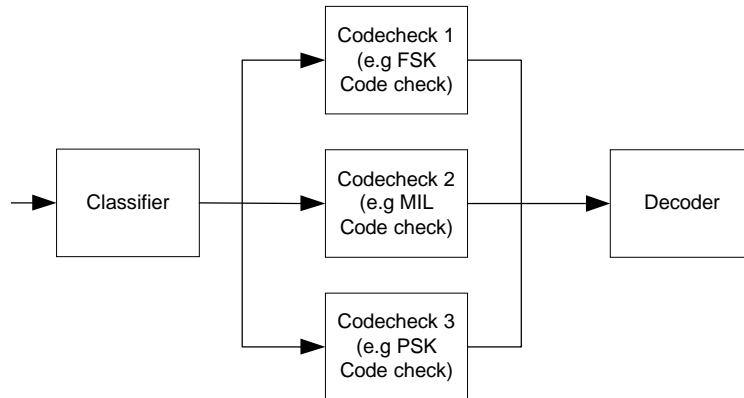 Codecheck 1
(e.g FSK
Code check)
Classifier
Codecheck 2
(e.g MIL
Code check)
Decoder
Codecheck 3
(e.g PSK
Code check)